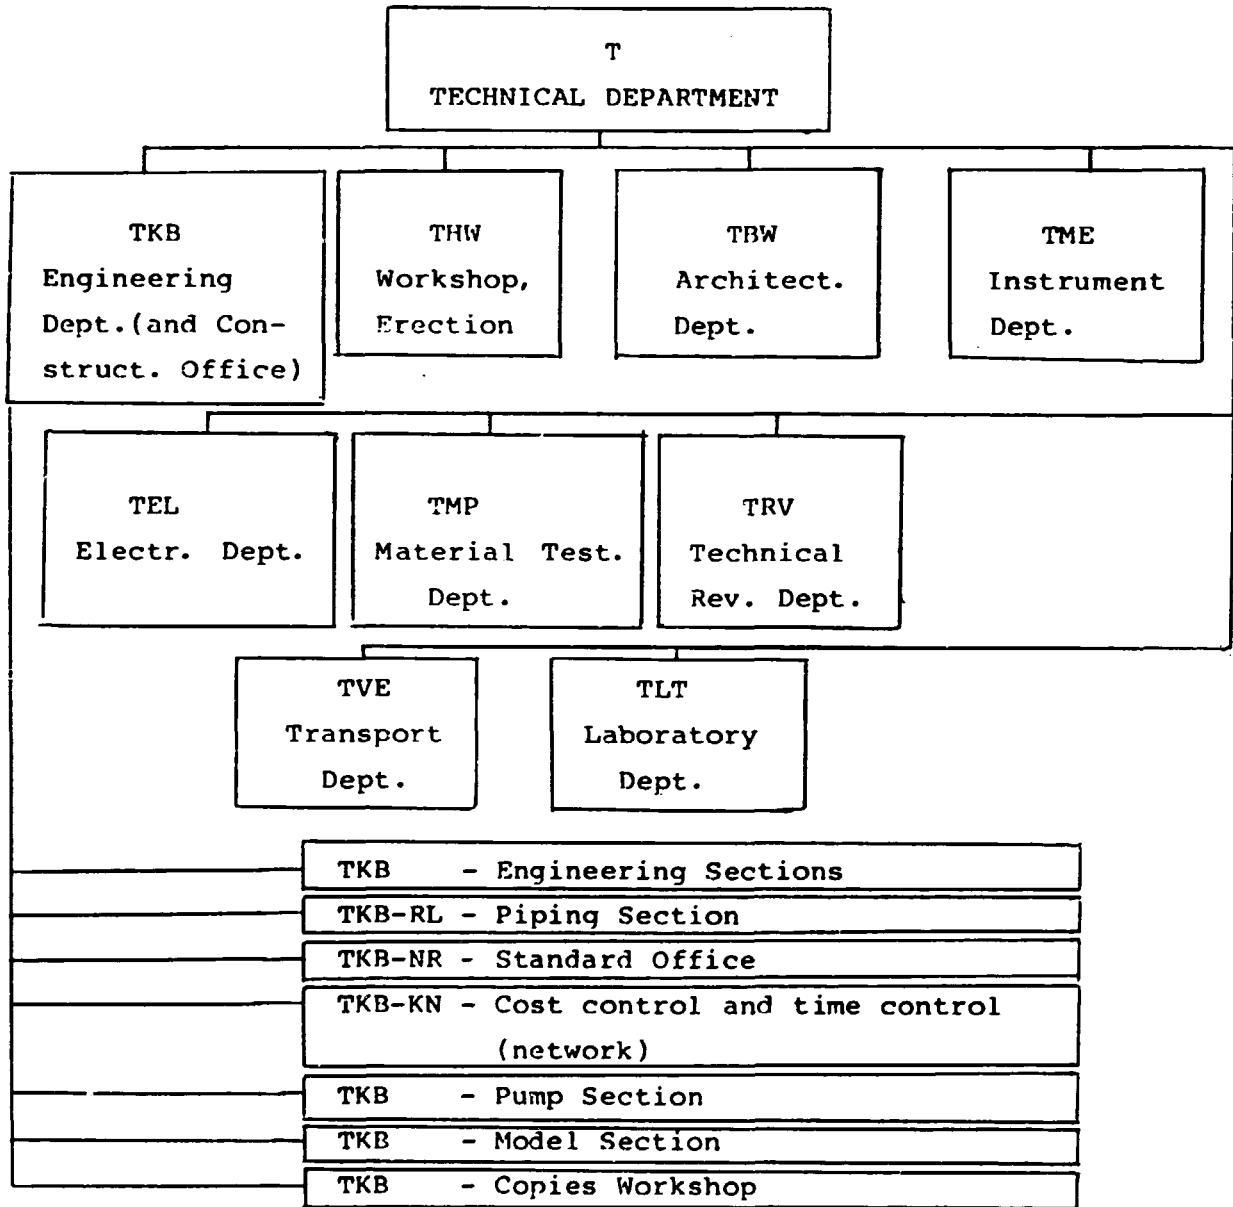 T
TECHNICAL DEPARTMENT
TKB
Engineering
Dept.(and Con-
struct. Office)
THW
Workshop,
Erection
TBW
Architect.
Dept.
TME
Instrument
Dept.
TEL
Electr. Dept.
TMP
Material Test.
Dept.
TRV
Technical
Rev. Dept.
TVE
Transport
Dept.
TLT
Laboratory
Dept.
TKB - Engineering Sections
TKB-RL - Piping Section
TKB-NR - Standard Office
TKB-KN - Cost control and time control
(network)
TKB - Pump Section
TKB - Model Section
TKB - Copies Workshop